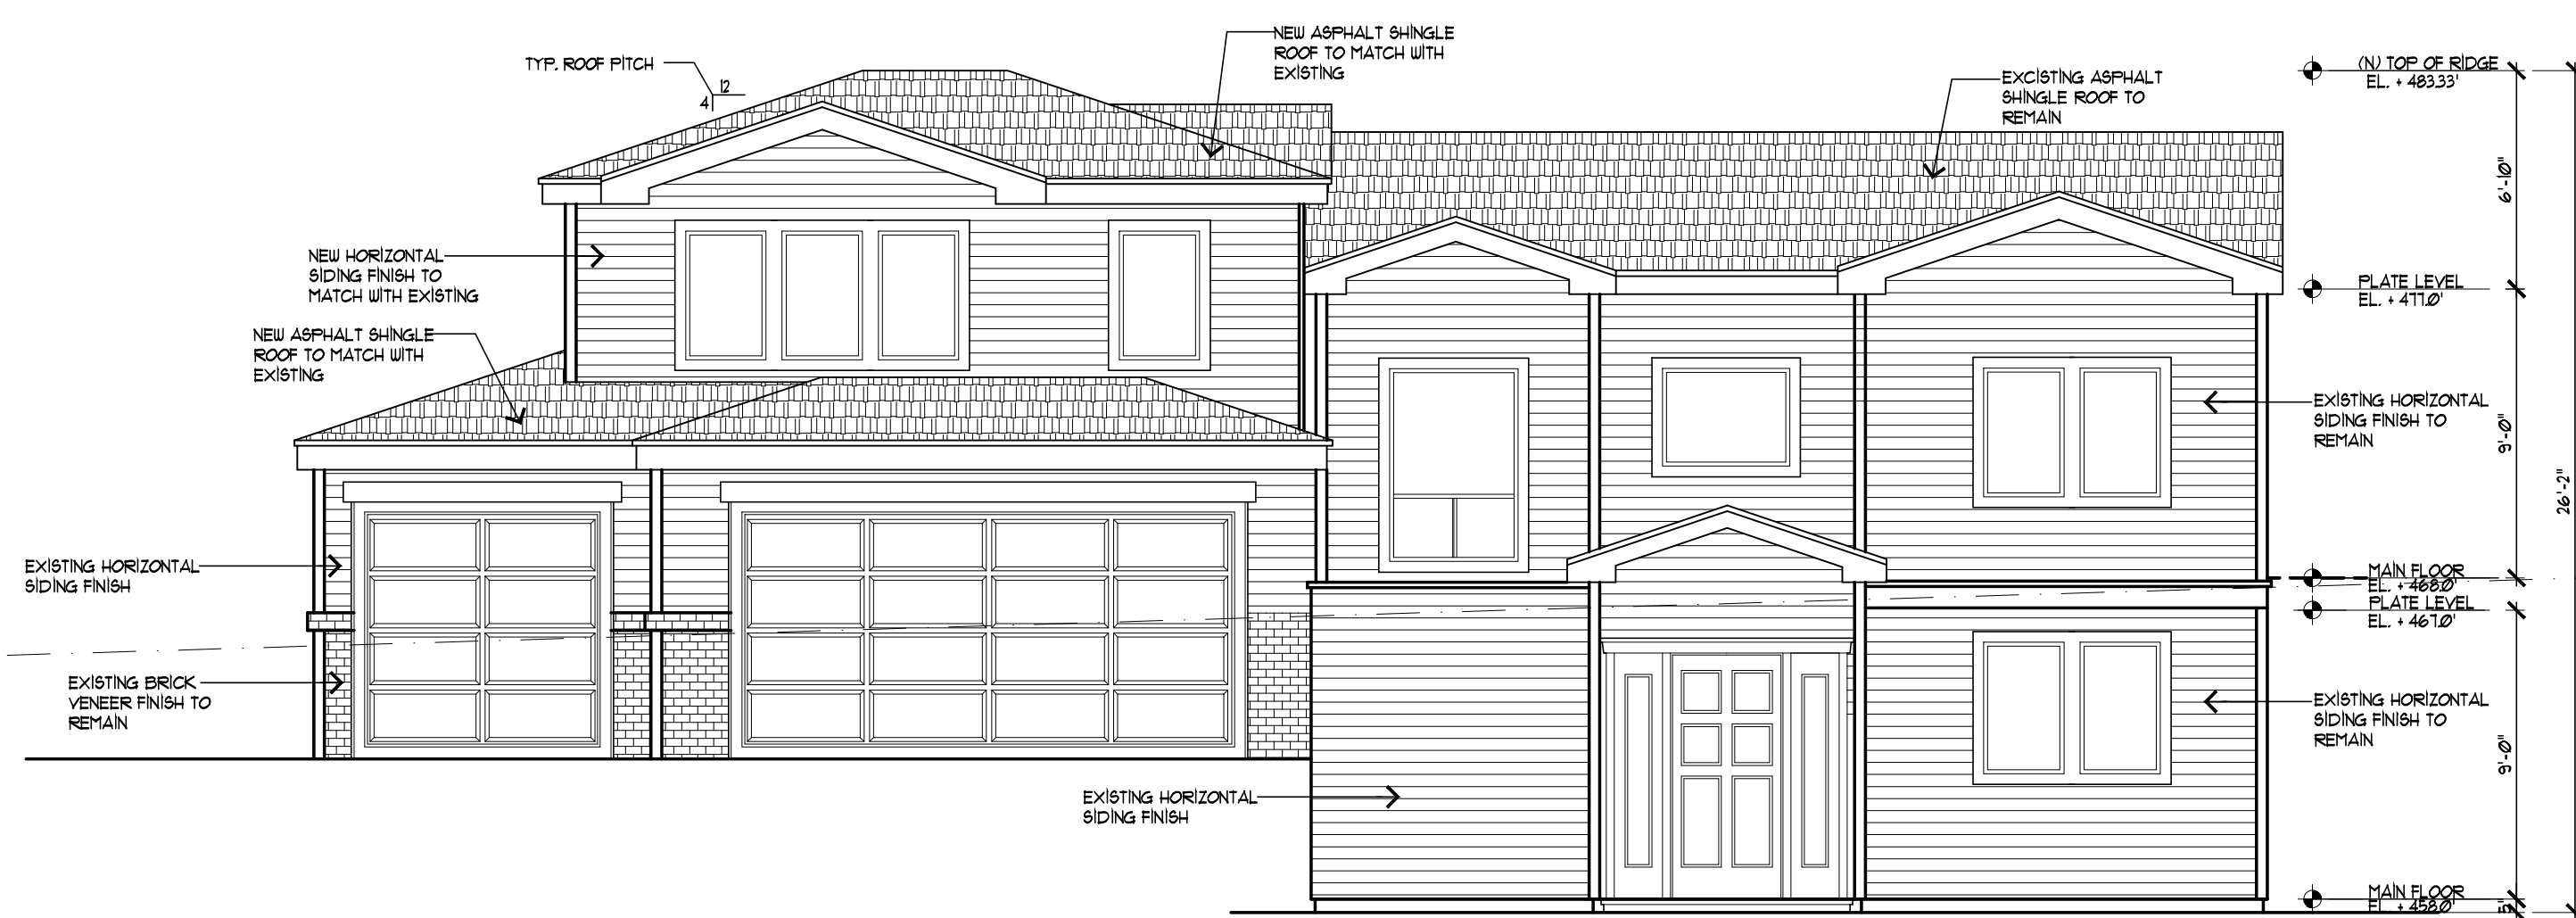 NEW ASPHALT SHINGLE
ROOF TO MATCH WITH
EXISTING
TYP. ROOF PITCH
12
4
EXCISTING ASPHALT
SHINGLE ROOF TO
REMAIN
(N) TOP OF RIDGE
EL. + 483.33'
6'-10"
NEW HORIZONTAL
SIDING FINISH TO
MATCH WITH EXISTING
PLATE LEVEL
EL. + 477.0'
NEW ASPHALT SHINGLE
ROOF TO MATCH WITH
EXISTING
EXISTING HORIZONTAL
SIDING FINISH TO
REMAIN
9'-0"
26'-2"
EXISTING HORIZONTAL
SIDING FINISH
MAIN FLOOR
EL. + 468.0'
PLATE LEVEL
EL. + 467.0'
EXISTING BRICK
VENEER FINISH TO
REMAIN
EXISTING HORIZONTAL
SIDING FINISH TO
REMAIN
9'-0"
EXISTING HORIZONTAL
SIDING FINISH
MAIN FLOOR
EL. + 458.0'